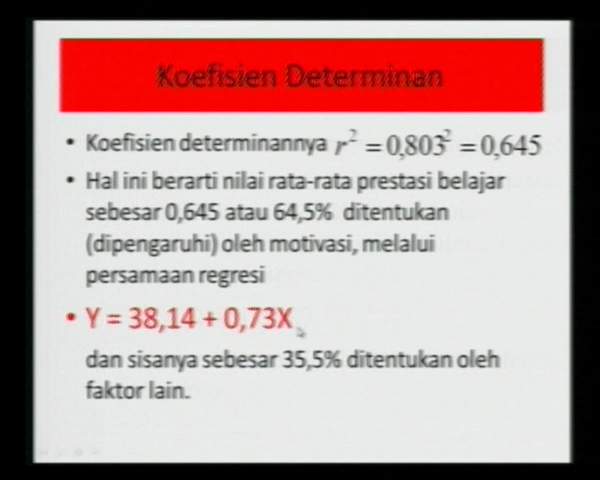 Koefisien Determinan
• Koefisien determinannya r² = 0,803² = 0,645
• Hal ini berarti nilai rata-rata prestasi belajar
sebesar 0,645 atau 64,5% ditentukan
(dipengaruhi) oleh motivasi, melalui
persamaan regresi
• Y = 38,14 + 0,73X
dan sisanya sebesar 35,5% ditentukan oleh
faktor lain.